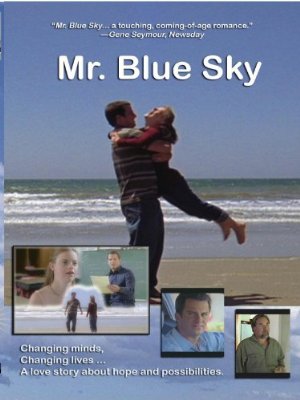 “Mr. Blue Sky... a touching, coming-of-age romance.”
—Gene Seymour, Newsday
Mr. Blue Sky
Changing minds,
Changing lives ...
A love story about hope and possibilities.